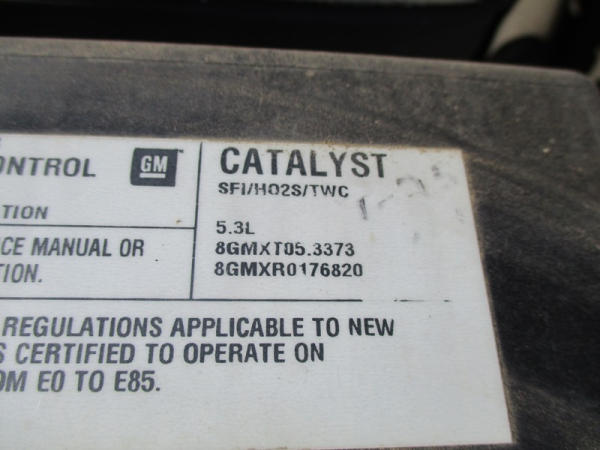 ONTROL GM
TION
CE MANUAL OR
TION.
CATALYST
SFI/HO2S/TWC
5.3L
8GMXT05.3373
8GMXR0176820
REGULATIONS APPLICABLE TO NEW
S CERTIFIED TO OPERATE ON
OM E0 TO E85.